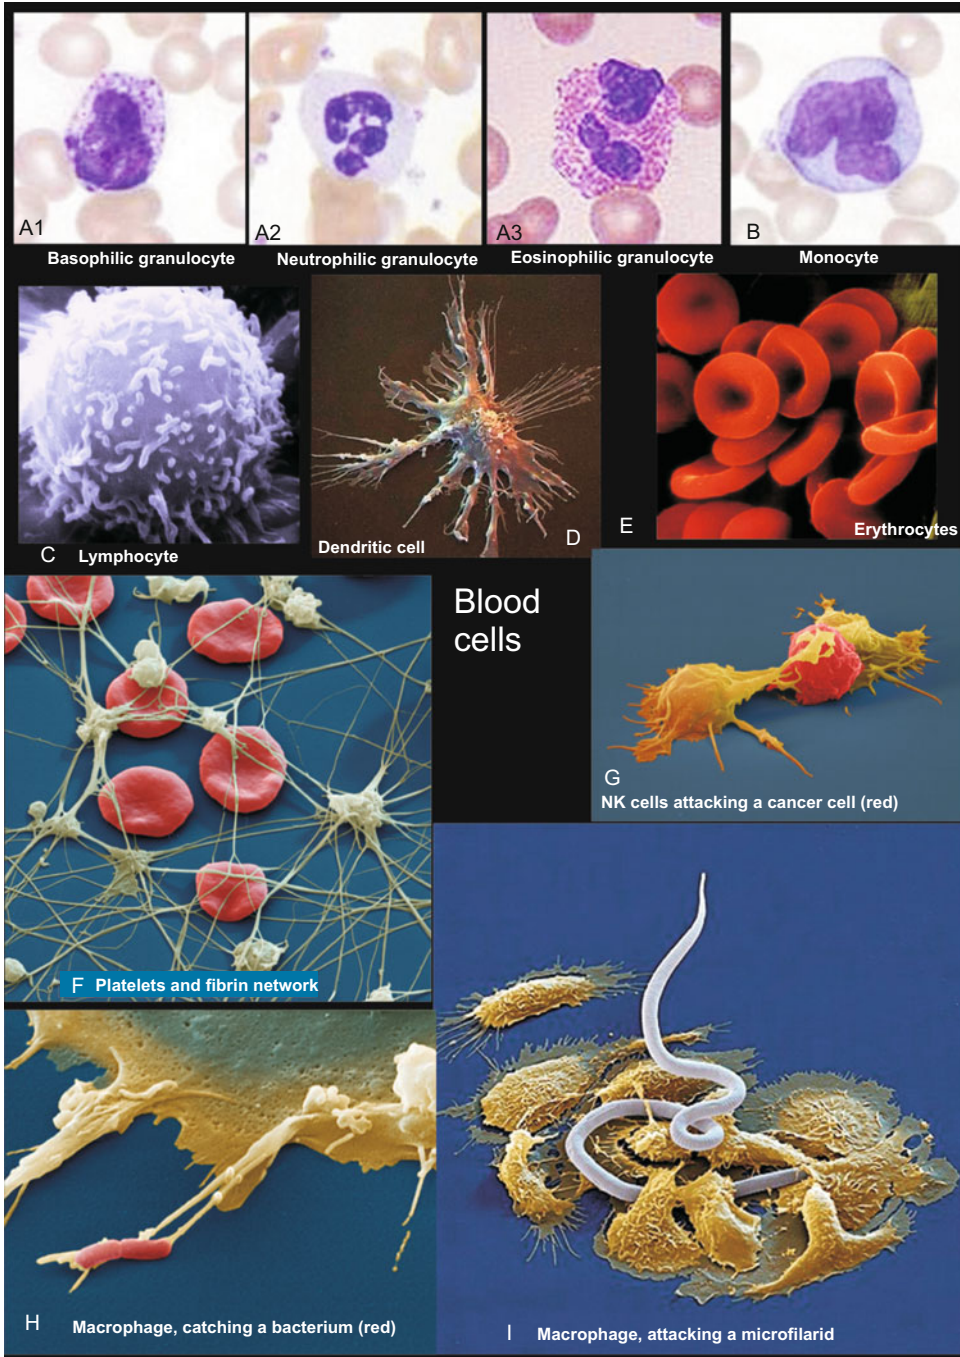 A1
A2
A3
B
Basophilic granulocyte
Neutrophilic granulocyte
Eosinophilic granulocyte
Monocyte
C Lymphocyte
Dendritic cell
D
E
Erythrocytes
Blood
cells
G
NK cells attacking a cancer cell (red)
F Platelets and fibrin network
H Macrophage, catching a bacterium (red)
I Macrophage, attacking a microfilarid